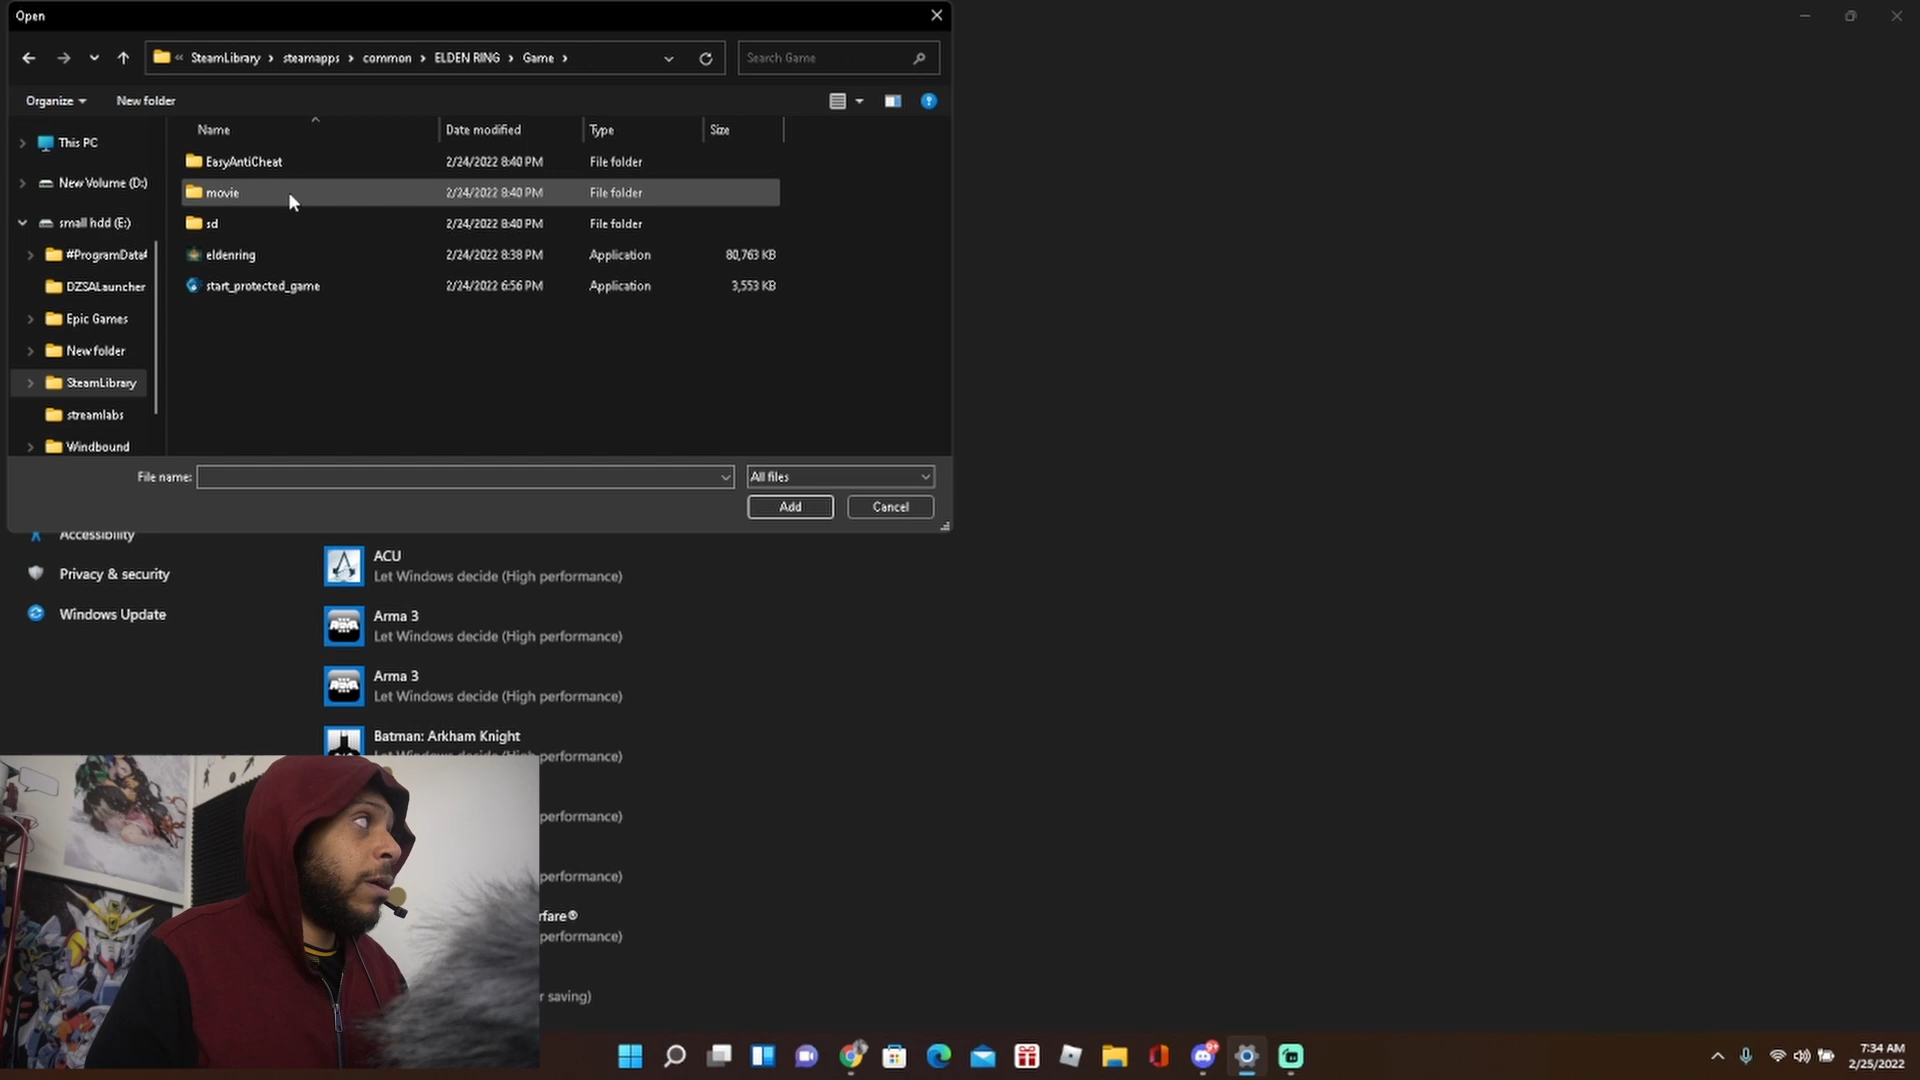 Open
« SteamLibrary › steamapps › common › ELDEN RING › Game ›
Search Game
Organize
New folder
Name
Date modified
Type
Size
This PC
New Volume (D:)
small hdd (E:)
#ProgramData
DZSALauncher
Epic Games
New folder
SteamLibrary
streamlabs
Windbound
EasyAntiCheat 2/24/2022 8:40 PM File folder
movie 2/24/2022 8:40 PM File folder
sd 2/24/2022 8:40 PM File folder
eldenring 2/24/2022 8:38 PM Application 80,763 KB
start_protected_game 2/24/2022 6:56 PM Application 3,553 KB
File name:
All files
Add
Cancel
Accessibility
Privacy & security
Windows Update
ACU
Let Windows decide (High performance)
Arma 3
Let Windows decide (High performance)
Arma 3
Let Windows decide (High performance)
Batman: Arkham Knight
Let Windows decide (High performance)
performance)
performance)
rfare®
performance)
r saving)
9+
7:34 AM
2/25/2022